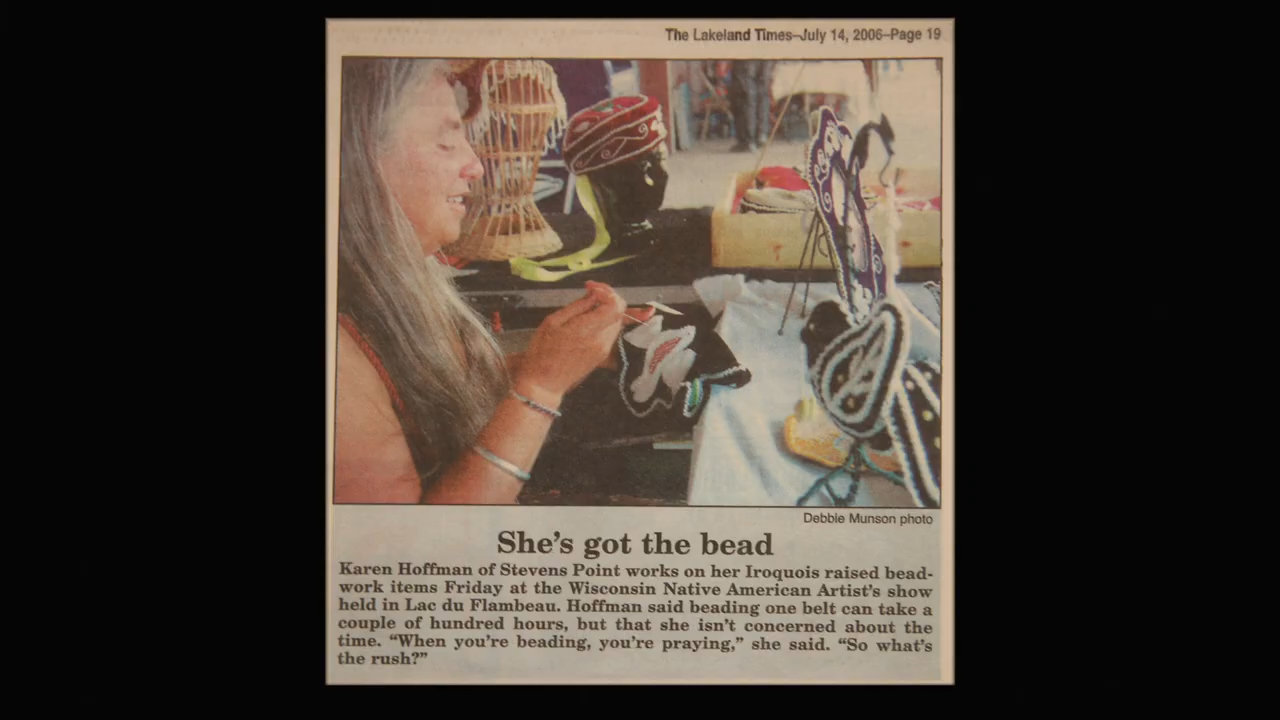 The Lakeland Times–July 14, 2006–Page 19
Debbie Munson photo
She's got the bead
Karen Hoffman of Stevens Point works on her Iroquois raised bead-
work items Friday at the Wisconsin Native American Artist's show
held in Lac du Flambeau. Hoffman said beading one belt can take a
couple of hundred hours, but that she isn't concerned about the
time. “When you're beading, you're praying,” she said. “So what's
the rush?”